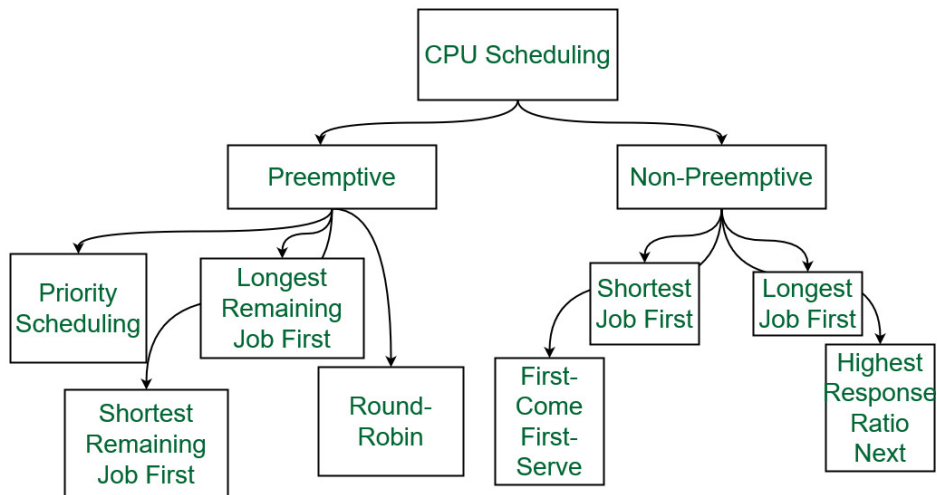 CPU Scheduling
Preemptive
Non-Preemptive
Priority
Scheduling
Longest
Remaining
Job First
Shortest
Job First
Longest
Job First
Shortest
Remaining
Job First
Round-
Robin
First-
Come
First-
Serve
Highest
Response
Ratio
Next